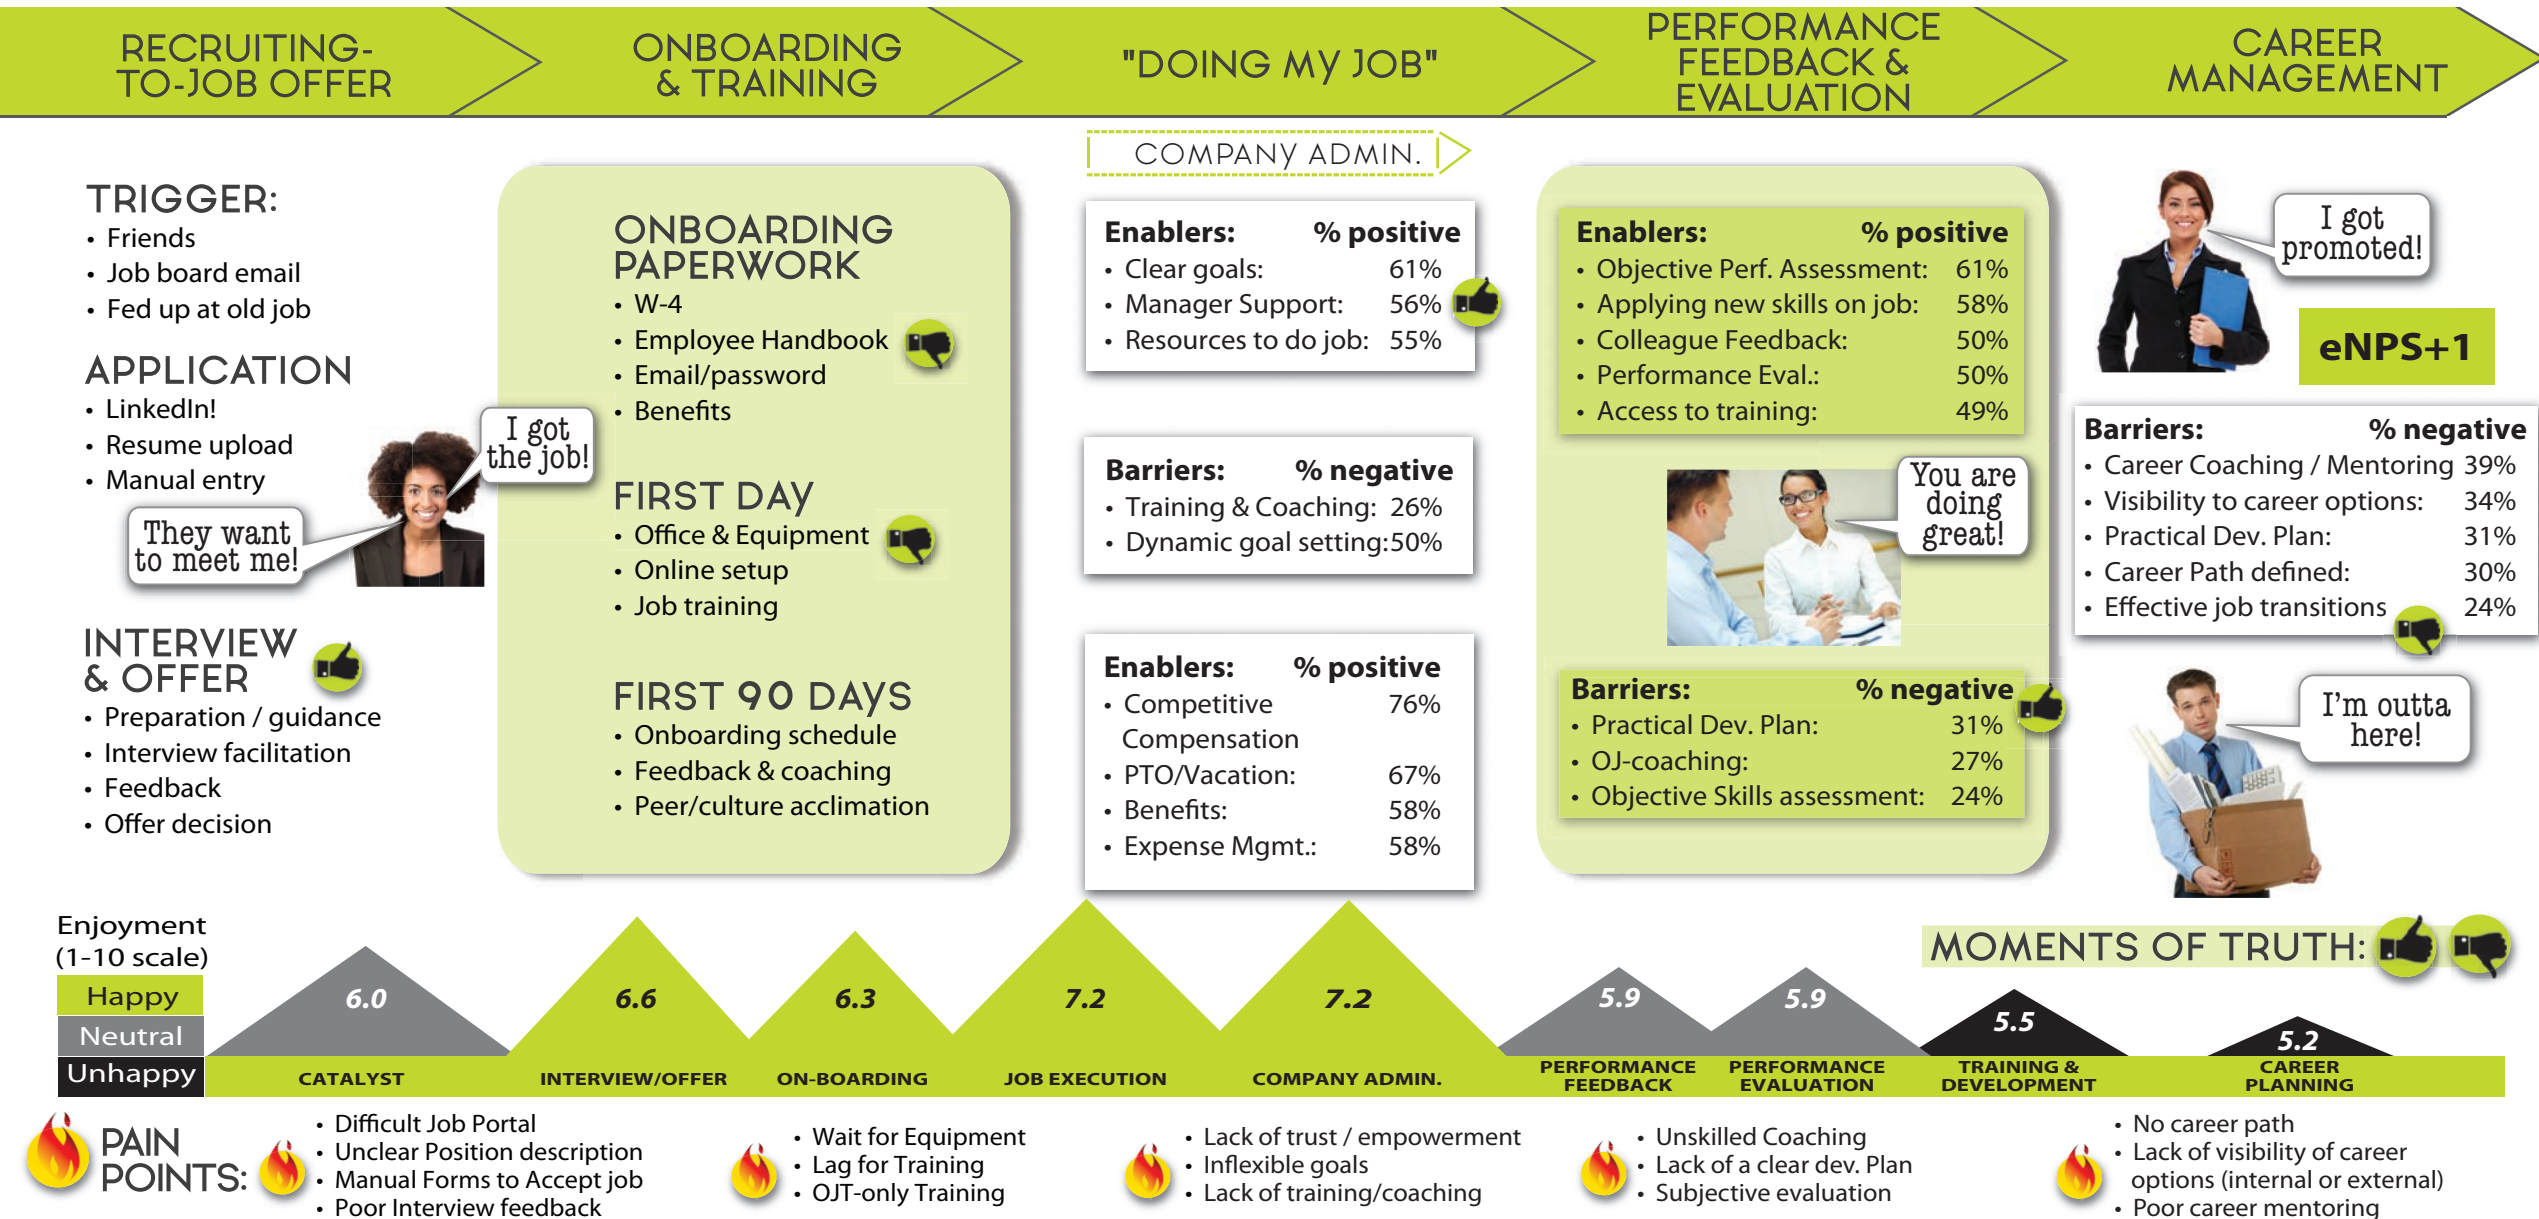 RECRUITING-
TO-JOB OFFER
ONBOARDING
& TRAINING
"DOING MY JOB"
PERFORMANCE
FEEDBACK &
EVALUATION
CAREER
MANAGEMENT
TRIGGER:
• Friends
• Job board email
• Fed up at old job
APPLICATION
• LinkedIn!
• Resume upload
• Manual entry
They want
to meet me!
I got
the job!
INTERVIEW
& OFFER
• Preparation / guidance
• Interview facilitation
• Feedback
• Offer decision
ONBOARDING
PAPERWORK
• W-4
• Employee Handbook
• Email/password
• Benefits
FIRST DAY
• Office & Equipment
• Online setup
• Job training
FIRST 90 DAYS
• Onboarding schedule
• Feedback & coaching
• Peer/culture acclimation
COMPANY ADMIN.
Enablers: % positive
• Clear goals: 61%
• Manager Support: 56%
• Resources to do job: 55%
Barriers: % negative
• Training & Coaching: 26%
• Dynamic goal setting:50%
Enablers: % positive
• Competitive 76%
Compensation
• PTO/Vacation: 67%
• Benefits: 58%
• Expense Mgmt.: 58%
Enablers: % positive
• Objective Perf. Assessment: 61%
• Applying new skills on job: 58%
• Colleague Feedback: 50%
• Performance Eval.: 50%
• Access to training: 49%
You are
doing
great!
Barriers: % negative
• Practical Dev. Plan: 31%
• OJ-coaching: 27%
• Objective Skills assessment: 24%
I got
promoted!
eNPS+1
Barriers: % negative
• Career Coaching / Mentoring 39%
• Visibility to career options: 34%
• Practical Dev. Plan: 31%
• Career Path defined: 30%
• Effective job transitions 24%
I'm outta
here!
MOMENTS OF TRUTH:
Enjoyment
(1-10 scale)
Happy
Neutral
Unhappy
6.0
6.6
6.3
7.2
7.2
5.9
5.9
5.5
5.2
CATALYST
INTERVIEW/OFFER
ON-BOARDING
JOB EXECUTION
COMPANY ADMIN.
PERFORMANCE
FEEDBACK
PERFORMANCE
EVALUATION
TRAINING &
DEVELOPMENT
CAREER
PLANNING
PAIN
POINTS:
• Difficult Job Portal
• Unclear Position description
• Manual Forms to Accept job
• Poor Interview feedback
• Wait for Equipment
• Lag for Training
• OJT-only Training
• Lack of trust / empowerment
• Inflexible goals
• Lack of training/coaching
• Unskilled Coaching
• Lack of a clear dev. Plan
• Subjective evaluation
• No career path
• Lack of visibility of career
options (internal or external)
• Poor career mentoring